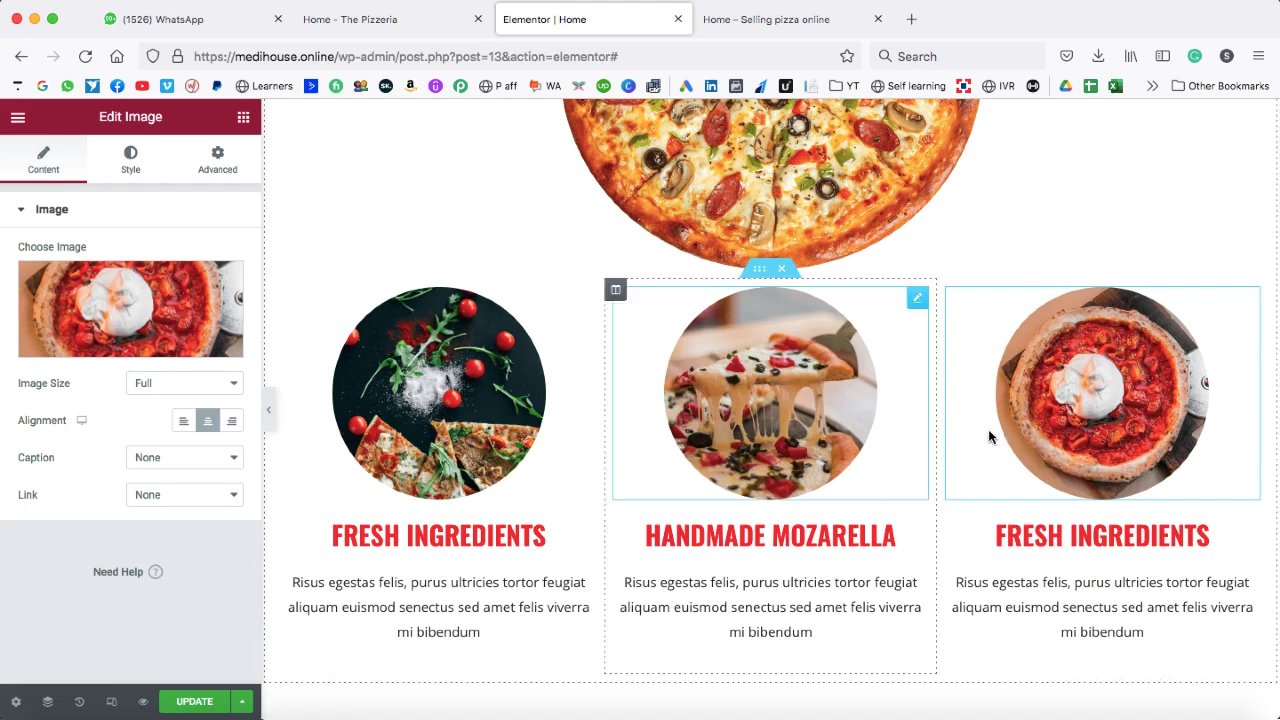 (1526) WhatsApp
Home - The Pizzeria
Elementor | Home
Home – Selling pizza online
https://medihouse.online/wp-admin/post.php?post=13&action=elementor#
Search
Learners
P aff
WA
YT
Self learning
IVR
Other Bookmarks
Edit Image
Content
Style
Advanced
Image
Choose Image
Image Size
Full
Alignment
Caption
None
Link
None
Need Help
UPDATE
FRESH INGREDIENTS
Risus egestas felis, purus ultricies tortor feugiat
aliquam euismod senectus sed amet felis viverra
mi bibendum
HANDMADE MOZARELLA
Risus egestas felis, purus ultricies tortor feugiat
aliquam euismod senectus sed amet felis viverra
mi bibendum
FRESH INGREDIENTS
Risus egestas felis, purus ultricies tortor feugiat
aliquam euismod senectus sed amet felis viverra
mi bibendum